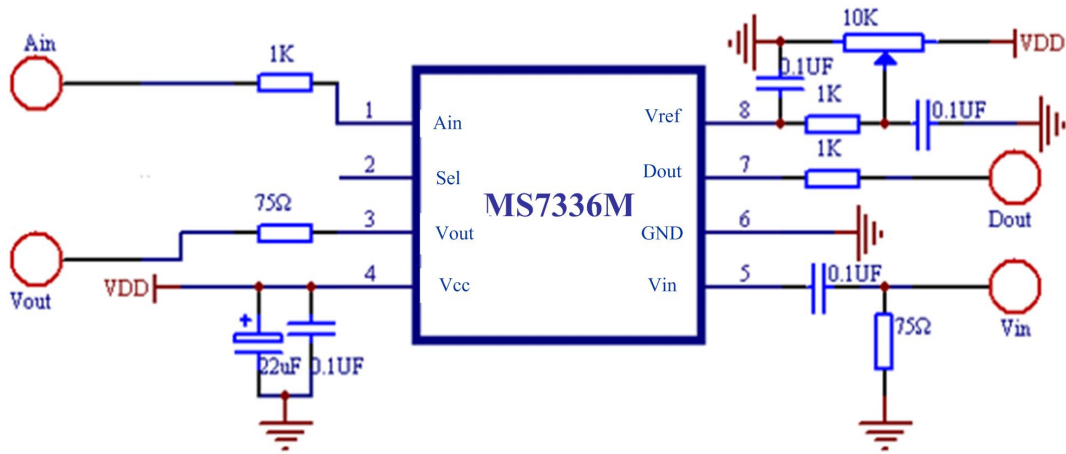 Ain
1K
1
Ain
2
Sel
75Ω
3
Vout
Vout
VDD
4
Vcc
+
22uF
0.1UF
MS7336M
10K
VDD
0.1UF
1K
0.1UF
Vref
8
1K
Dout
7
Dout
GND
6
Vin
5
0.1UF
Vin
75Ω